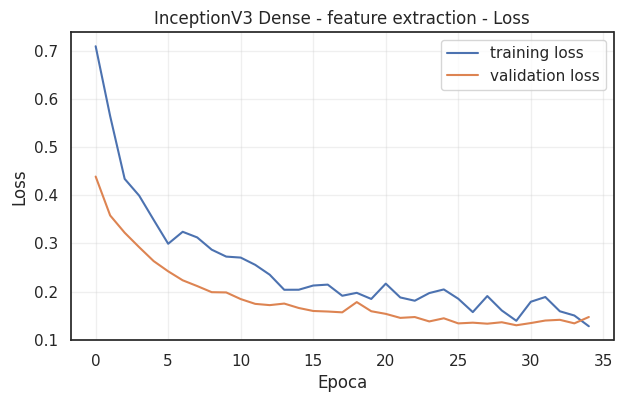 InceptionV3 Dense - feature extraction - Loss
training loss
validation loss
Loss
0.7
0.6
0.5
0.4
0.3
0.2
0.1
0 5 10 15 20 25 30 35
Epoca